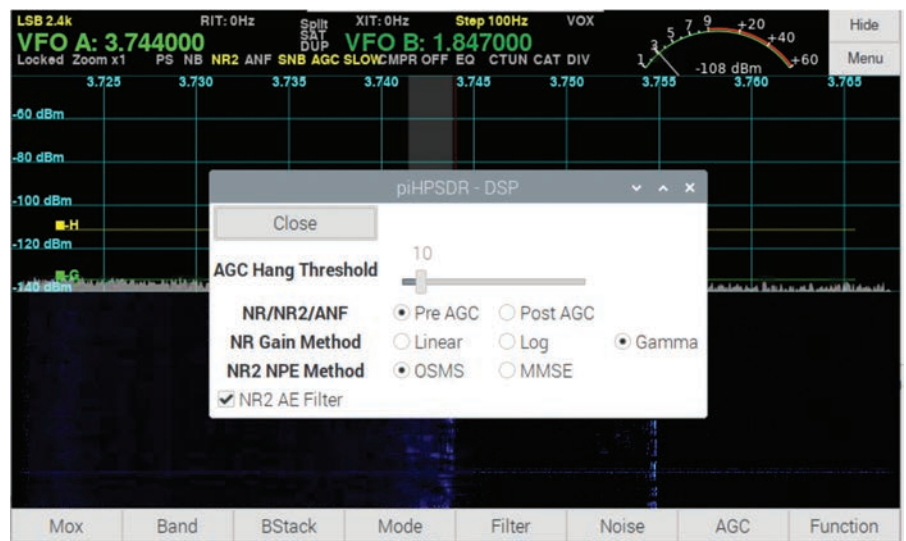 LSB 2.4k RIT: 0Hz Split XIT: 0Hz Step 100Hz VOX
SAT
DUP
VFO A: 3.744000 VFO B: 1.847000
Locked Zoom x1 PS NB NR2 ANF SNB AGC SLOW CMPR OFF EQ CTUN CAT DIV
1 3 5 7 9 +20 +40 +60
-108 dBm
Hide
Menu
3.725 3.730 3.735 3.740 3.745 3.750 3.755 3.760 3.765
-60 dBm
-80 dBm
-100 dBm
-H
-120 dBm
-G
-140 dBm
piHPSDR - DSP
Close
10
AGC Hang Threshold
NR/NR2/ANF Pre AGC Post AGC
NR Gain Method Linear Log Gamma
NR2 NPE Method OSMS MMSE
NR2 AE Filter
Mox Band BStack Mode Filter Noise AGC Function